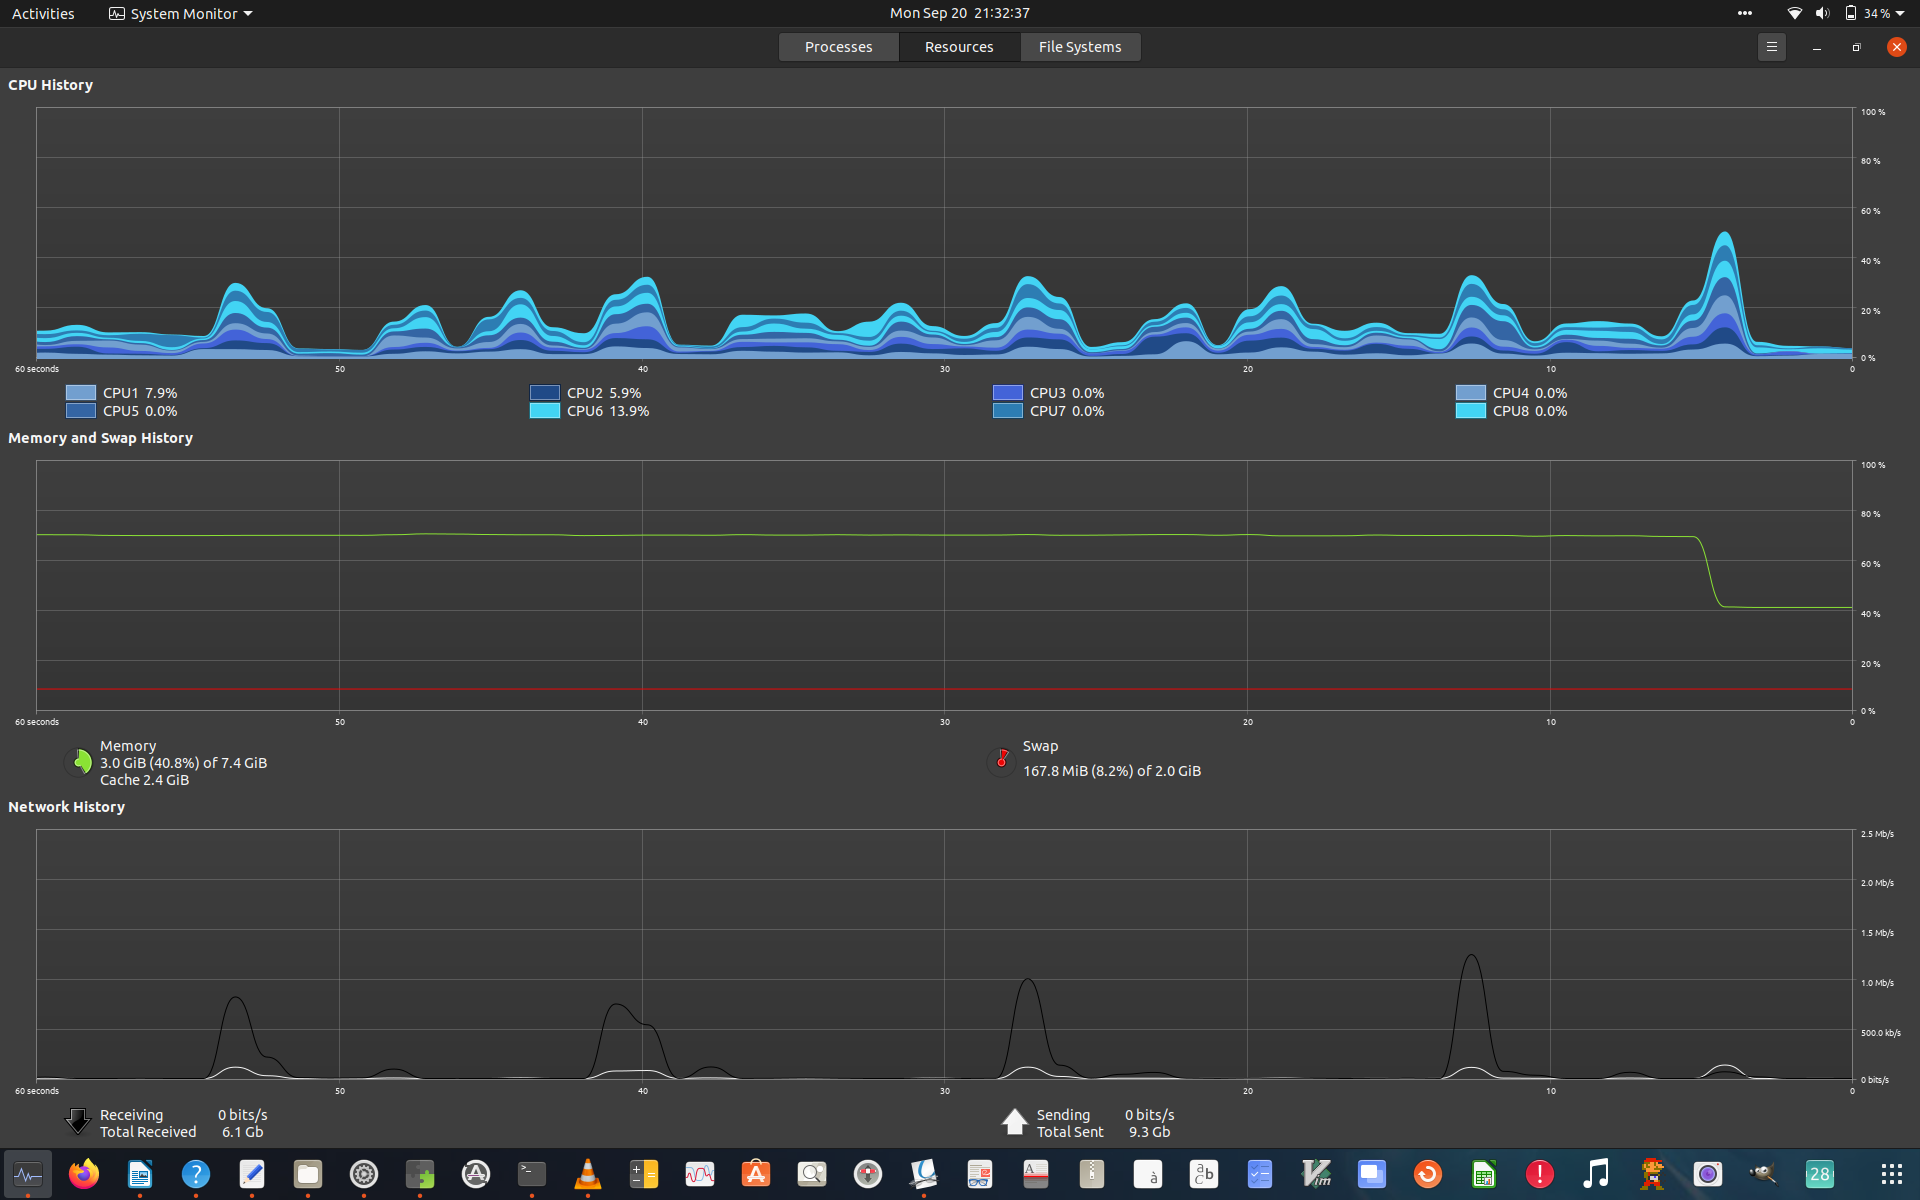 Activities System Monitor Mon Sep 20 21:32:37 34%
Processes Resources File Systems
CPU History
100 %
80 %
60 %
40 %
20 %
0 %
60 seconds 50 40 30 20 10 0
CPU1 7.9% CPU2 5.9% CPU3 0.0% CPU4 0.0%
CPU5 0.0% CPU6 13.9% CPU7 0.0% CPU8 0.0%
Memory and Swap History
100 %
80 %
60 %
40 %
20 %
0 %
60 seconds 50 40 30 20 10 0
Memory
3.0 GiB (40.8%) of 7.4 GiB
Cache 2.4 GiB
Swap
167.8 MiB (8.2%) of 2.0 GiB
Network History
2.5 Mb/s
2.0 Mb/s
1.5 Mb/s
1.0 Mb/s
500.0 kb/s
0 bits/s
60 seconds 50 40 30 20 10 0
Receiving 0 bits/s
Total Received 6.1 Gb
Sending 0 bits/s
Total Sent 9.3 Gb
28